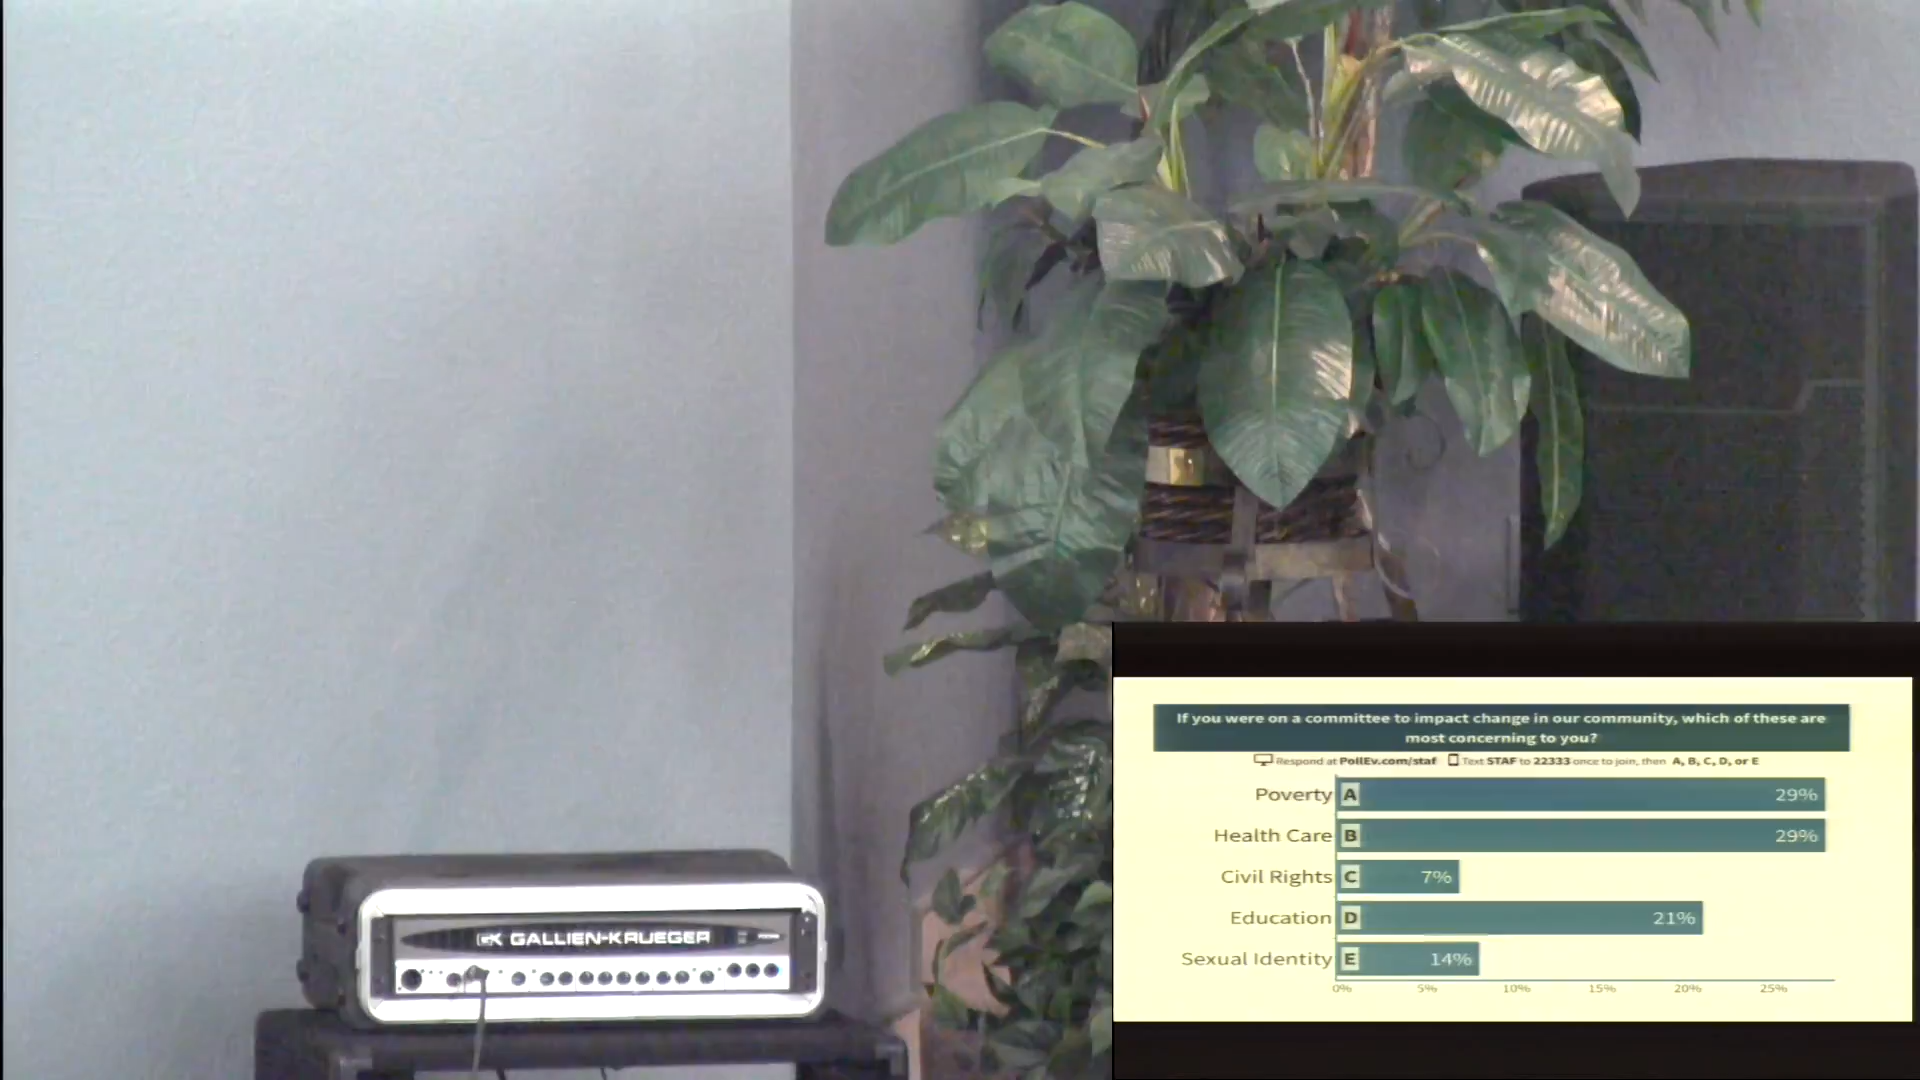 GK GALLIEN-KRUEGER
If you were on a committee to impact change in our community, which of these are
most concerning to you?
Respond at PollEv.com/staf Text STAF to 22333 once to join, then A, B, C, D, or E
Poverty A 29%
Health Care B 29%
Civil Rights C 7%
Education D 21%
Sexual Identity E 14%
0% 5% 10% 15% 20% 25%